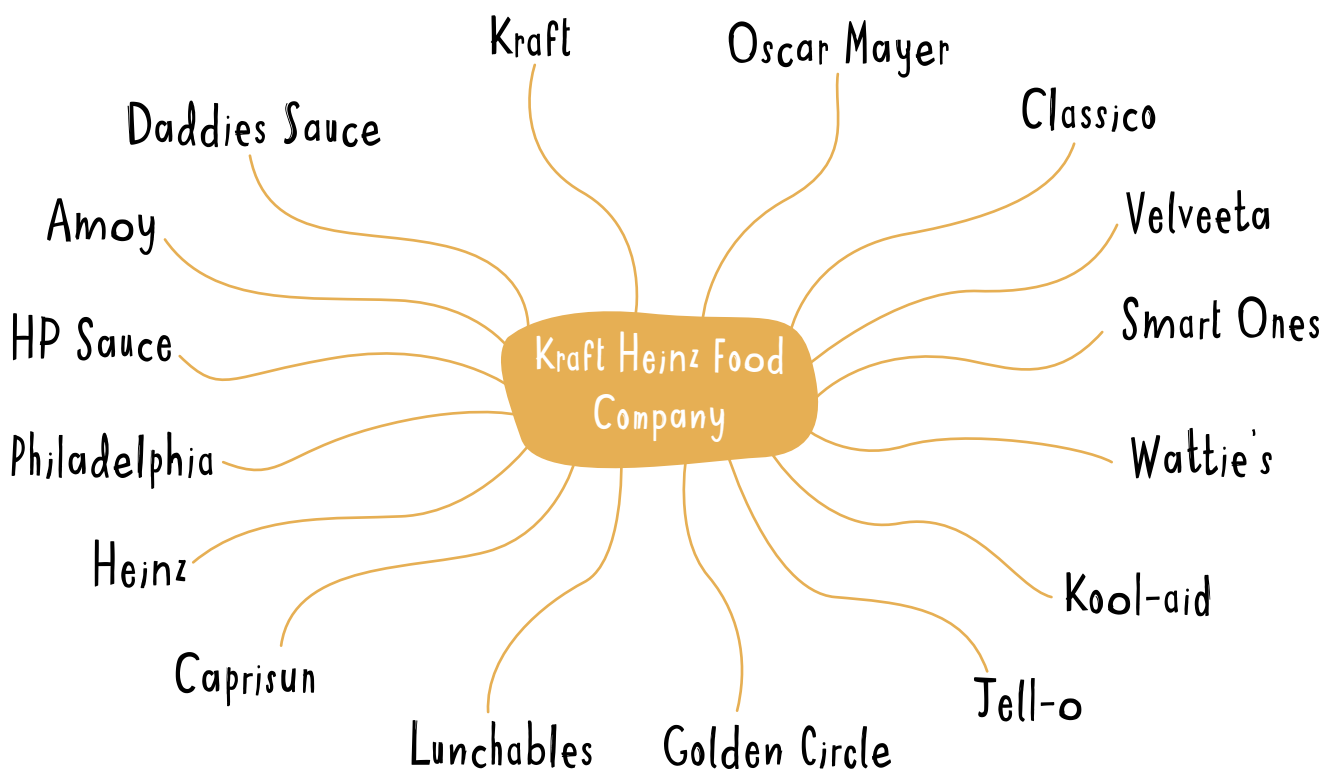 Kraft
Oscar Mayer
Classico
Daddies Sauce
Velveeta
Amoy
Smart Ones
HP Sauce
Kraft Heinz Food
Company
Philadelphia
Wattie's
Heinz
Kool-aid
Caprisun
Jell-o
Lunchables
Golden Circle